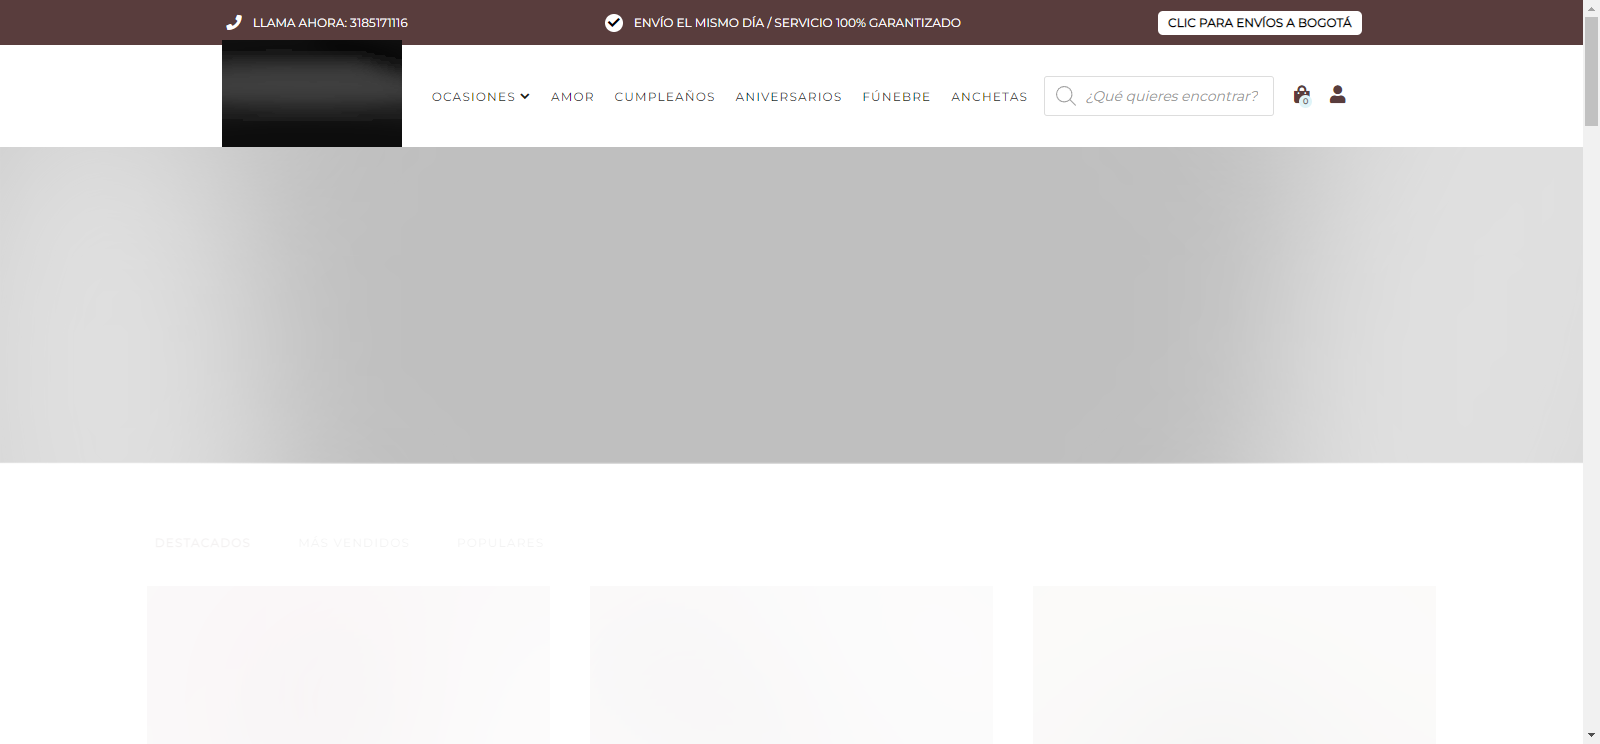 LLAMA AHORA: 3185171116
ENVÍO EL MISMO DÍA / SERVICIO 100% GARANTIZADO
CLIC PARA ENVÍOS A BOGOTÁ
OCASIONES
AMOR
CUMPLEAÑOS
ANIVERSARIOS
FÚNEBRE
ANCHETAS
¿Qué quieres encontrar?
0
DESTACADOS
MÁS VENDIDOS
POPULARES